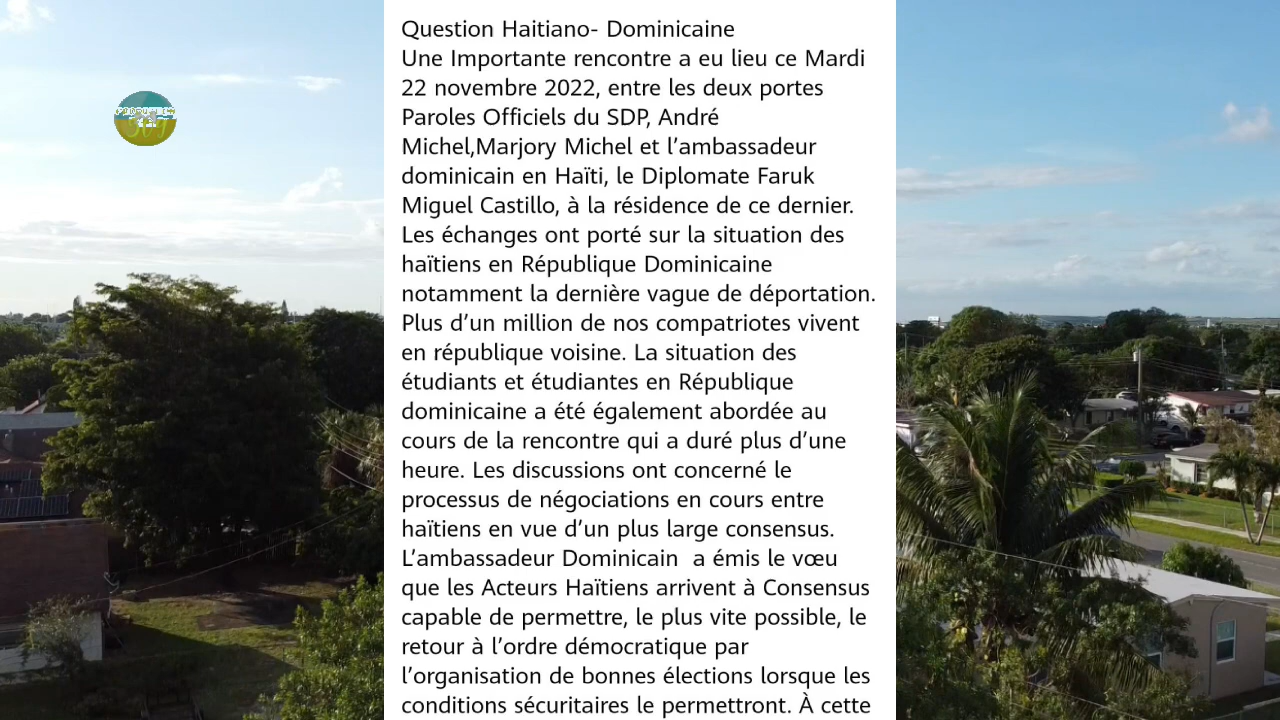 Question Haitiano- Dominicaine
Une Importante rencontre a eu lieu ce Mardi
22 novembre 2022, entre les deux portes
Paroles Officiels du SDP, André
Michel,Marjory Michel et l’ambassadeur
dominicain en Haïti, le Diplomate Faruk
Miguel Castillo, à la résidence de ce dernier.
Les échanges ont porté sur la situation des
haïtiens en République Dominicaine
notamment la dernière vague de déportation.
Plus d’un million de nos compatriotes vivent
en république voisine. La situation des
étudiants et étudiantes en République
dominicaine a été également abordée au
cours de la rencontre qui a duré plus d’une
heure. Les discussions ont concerné le
processus de négociations en cours entre
haïtiens en vue d’un plus large consensus.
L’ambassadeur Dominicain  a émis le vœu
que les Acteurs Haïtiens arrivent à Consensus
capable de permettre, le plus vite possible, le
retour à l’ordre démocratique par
l’organisation de bonnes élections lorsque les
conditions sécuritaires le permettront. À cette